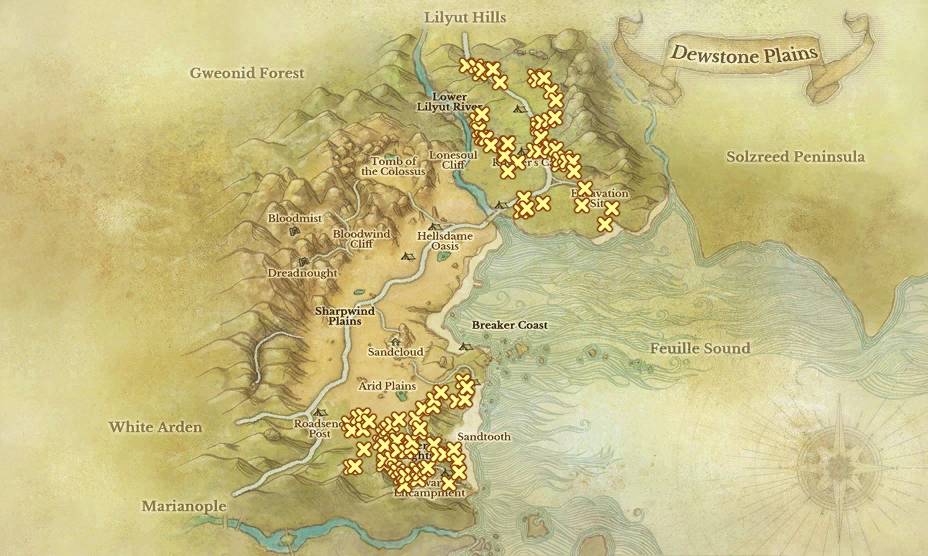 Lilyut Hills
Dewstone Plains
Gweonid Forest
Lower
Lilyut River
Solzreed Peninsula
Tomb of
the Colossus
Lonesoul
Cliff
Bloodmist
Bloodwind
Cliff
Hellsdame
Oasis
Dreadnought
Sharpwind
Plains
Breaker Coast
Sandcloud
Feuille Sound
Arid Plains
White Arden
Roadsend
Post
Sandtooth
Encampment
Marianople